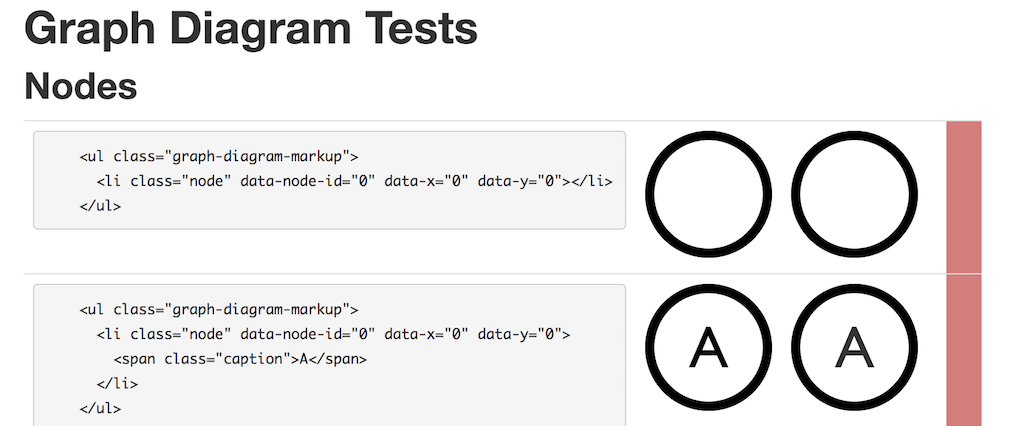 Graph Diagram Tests
Nodes
<ul class="graph-diagram-markup">
<li class="node" data-node-id="0" data-x="0" data-y="0"></li>
</ul>
<ul class="graph-diagram-markup">
<li class="node" data-node-id="0" data-x="0" data-y="0">
<span class="caption">A</span>
</li>
</ul>
A A